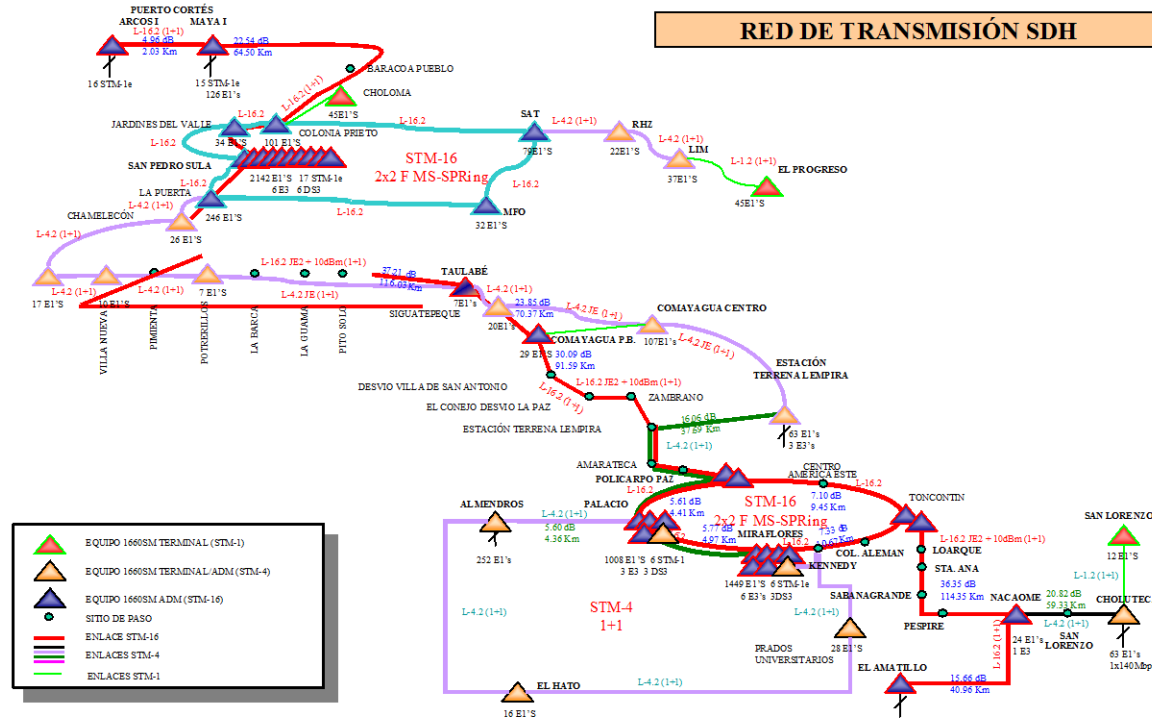 RED DE TRANSMISIÓN SDH
PUERTO CORTÉS
ARCOS I
MAYA I
L-16.2 (1+1)
4.96 dB
2.03 Km
22.54 dB
64.50 Km
16 STM-1e
15 STM-1e
126 E1's
BARACOA PUEBLO
CHOLOMA
45E1'S
L-16.2 (1+1)
L-16.2
JARDINES DEL VALLE
34 E1'S
101 E1'S
COLONIA PRIETO
L-16.2
L-16.2
SAT
79E1'S
L-4.2 (1+1)
RHZ
22E1'S
L-4.2 (1+1)
LIM
37E1'S
L-1.2 (1+1)
EL PROGRESO
45E1'S
SAN PEDRO SULA
2142 E1'S
17 STM-1e
6 E3
6 DS3
STM-16
2x2 F MS-SPRing
L-16.2
L-16.2
LA PUERTA
246 E1'S
L-16.2
MFO
32 E1'S
L-4.2 (1+1)
CHAMELECÓN
26 E1'S
L-4.2 (1+1)
17 E1'S
L-4.2 (1+1)
10 E1'S
L-4.2 (1+1)
7 E1'S
L-16.2 JE2 + 10dBm (1+1)
L-4.2 JE (1+1)
37.21 dB
116.03 Km
VILLA NUEVA
PIMIENTA
POTRERILLOS
LA BARCA
LA GUAMA
PITO SOLO
TAULABÉ
7E1's
L-4.2 (1+1)
SIGUATEPEQUE
20E1's
23.85 dB
70.37 Km
L-4.2 JE (1+1)
COMAYAGUA CENTRO
107E1'S
L-4.2 JE (1+1)
COMAYAGUA P.B.
29 E1'S
30.09 dB
91.59 Km
ESTACIÓN
TERRENA LEMPIRA
63 E1's
3 E3's
DESVIO VILLA DE SAN ANTONIO
L-16.2 (1+1)
L-16.2 JE2 + 10dBm (1+1)
EL CONEJO DESVIO LA PAZ
ZAMBRANO
ESTACIÓN TERRENA LEMPIRA
16.06 dB
37.69 Km
L-4.2 (1+1)
AMARATECA
POLICARPO PAZ
CENTRO
AMERICA ESTE
L-16.2
L-16.2
TONCONTIN
ALMENDROS
L-4.2 (1+1)
5.60 dB
4.36 Km
252 E1's
PALACIO
5.61 dB
4.41 Km
STM-16
2x2 F MS-SPRing
7.10 dB
9.45 Km
1008 E1'S
6 STM-1
3 E3
3 DS3
5.77 dB
4.97 Km
MIRAFLORES
7.33 dB
L-16.2
COL. ALEMAN
KENNEDY
1449 E1'S
6 STM-1e
6 E3's
3DS3
L-16.2 JE2 + 10dBm (1+1)
LOARQUE
STA. ANA
36.35 dB
114.35 Km
SABANAGRANDE
PESPIRE
NACAOME
24 E1's
1 E3
20.82 dB
59.33 Km
L-4.2 (1+1)
SAN
LORENZO
SAN LORENZO
12 E1'S
L-1.2 (1+1)
CHOLUTEC
63 E1's
1x140Mbp
L-16.2 (1+1)
EL AMATILLO
15.66 dB
40.96 Km
L-4.2 (1+1)
STM-4
1+1
L-4.2 (1+1)
PRADOS
UNIVERSITARIOS
28 E1'S
L-4.2 (1+1)
EL HATO
16 E1'S
EQUIPO 1660SM TERMINAL (STM-1)
EQUIPO 1660SM TERMINAL/ADM (STM-4)
EQUIPO 1660SM ADM (STM-16)
SITIO DE PASO
ENLACE STM-16
ENLACES STM-4
ENLACES STM-1